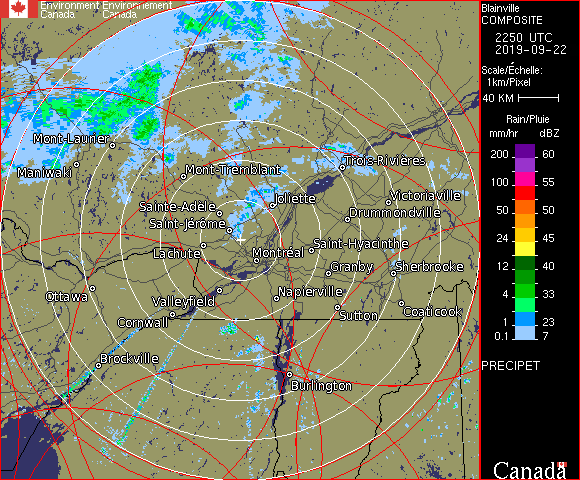 Environment Environnement
Canada Canada
Mont-Laurier
Maniwaki
Mont-Tremblant
Trois-Rivières
Sainte-Adèle
Joliette
Victoriaville
Saint-Jérôme
Drummondville
Lachute
Montréal
Saint-Hyacinthe
Granby
Sherbrooke
Ottawa
Valleyfield
Napierville
Cornwall
Sutton
Coaticook
Brockville
Burlington
Blainville
COMPOSITE
2250 UTC
2019-09-22
Scale/Échelle:
1km/Pixel
40 KM
Rain/Pluie
mm/hr dBZ
200 60
100 55
50 50
24 45
12 40
4 33
1 23
0.1 7
PRECIPET
Canada